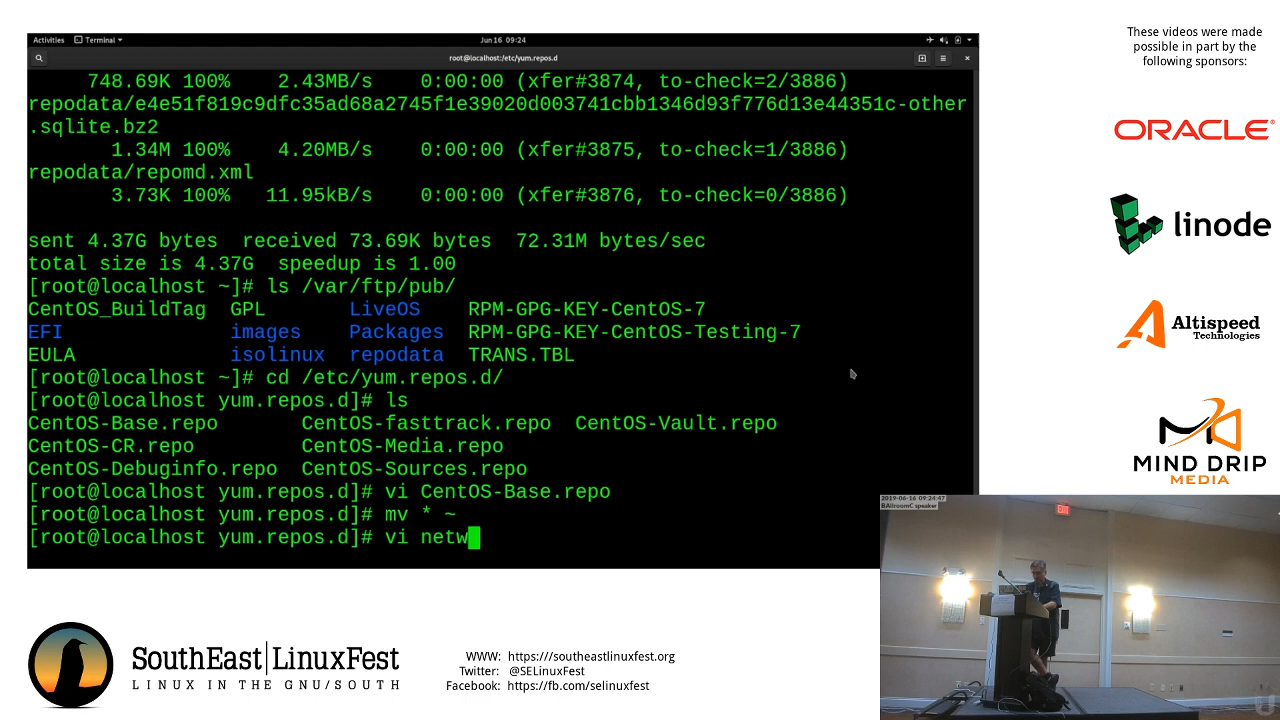 Activities Terminal Jun 16 09:24
root@localhost:/etc/yum.repos.d
748.69K 100% 2.43MB/s 0:00:00 (xfer#3874, to-check=2/3886)
repodata/e4e51f819c9dfc35ad68a2745f1e39020d003741cbb1346d93f776d13e44351c-other
.sqlite.bz2
1.34M 100% 4.20MB/s 0:00:00 (xfer#3875, to-check=1/3886)
repodata/repomd.xml
3.73K 100% 11.95kB/s 0:00:00 (xfer#3876, to-check=0/3886)
sent 4.37G bytes received 73.69K bytes 72.31M bytes/sec
total size is 4.37G speedup is 1.00
[root@localhost ~]# ls /var/ftp/pub/
CentOS_BuildTag GPL LiveOS RPM-GPG-KEY-CentOS-7
EFI images Packages RPM-GPG-KEY-CentOS-Testing-7
EULA isolinux repodata TRANS.TBL
[root@localhost ~]# cd /etc/yum.repos.d/
[root@localhost yum.repos.d]# ls
CentOS-Base.repo CentOS-fasttrack.repo CentOS-Vault.repo
CentOS-CR.repo CentOS-Media.repo
CentOS-Debuginfo.repo CentOS-Sources.repo
[root@localhost yum.repos.d]# vi CentOS-Base.repo
[root@localhost yum.repos.d]# mv * ~
[root@localhost yum.repos.d]# vi netw
These videos were made
possible in part by the
following sponsors:
ORACLE®
linode
Altispeed
Technologies
MIND DRIP
MEDIA
2019-06-16 09:24:47
BAllroomC speaker
SouthEast LinuxFest
LINUX IN THE GNU/SOUTH
WWW: https:///southeastlinuxfest.org
Twitter: @SELinuxFest
Facebook: https://fb.com/selinuxfest